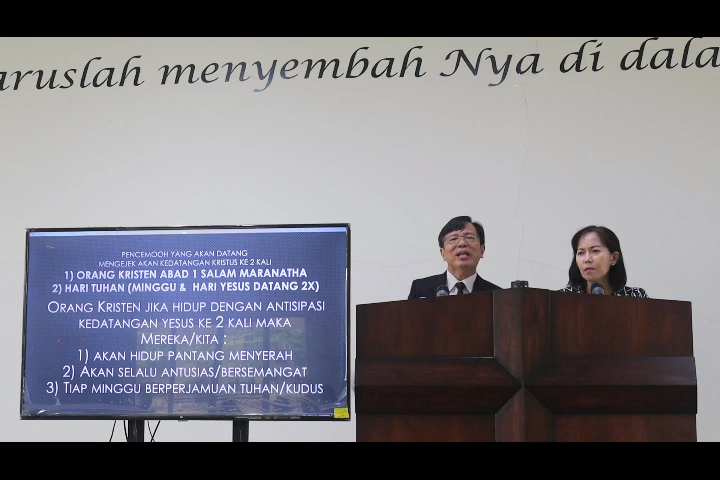 aruslah menyembah Nya di dala
PENCEMOOH YANG AKAN DATANG
MENGEJEK AKAN KEDATANGAN KRISTUS KE 2 KALI
1) ORANG KRISTEN ABAD 1 SALAM MARANATHA
2) HARI TUHAN (MINGGU & HARI YESUS DATANG 2X)
ORANG KRISTEN JIKA HIDUP DENGAN ANTISIPASI
KEDATANGAN YESUS KE 2 KALI MAKA
MEREKA/KITA :
1) AKAN HIDUP PANTANG MENYERAH
2) AKAN SELALU ANTUSIAS/BERSEMANGAT
3) TIAP MINGGU BERPERJAMUAN TUHAN/KUDUS